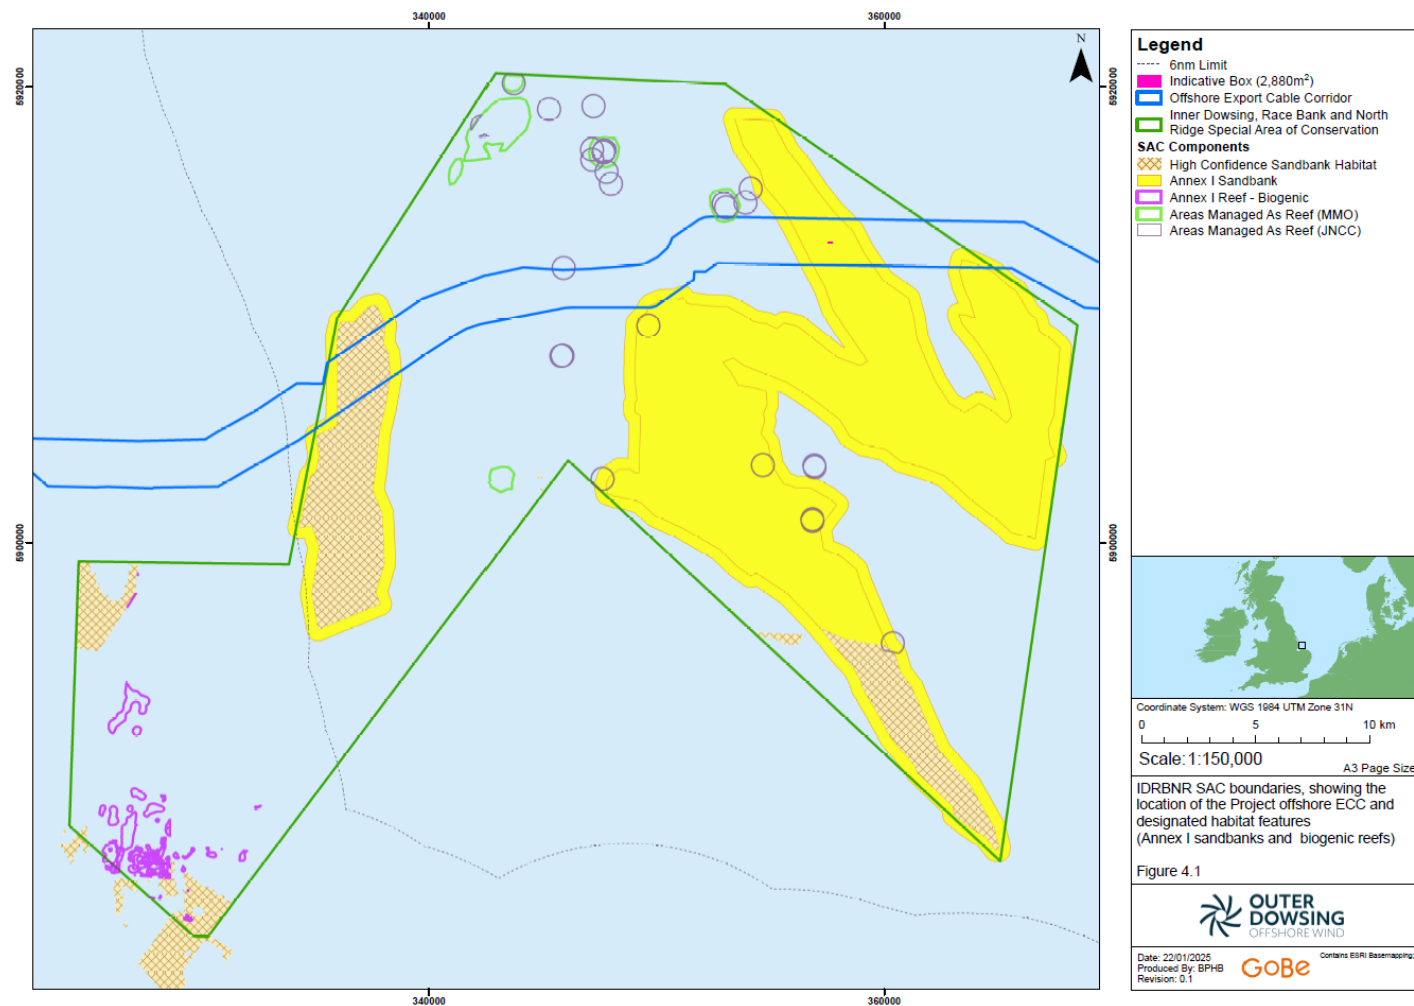 340000
360000
N
5920000
5920000
5900000
5900000
340000
360000
Legend
6nm Limit
Indicative Box (2,880m²)
Offshore Export Cable Corridor
Inner Dowsing, Race Bank and North
Ridge Special Area of Conservation
SAC Components
High Confidence Sandbank Habitat
Annex I Sandbank
Annex I Reef - Biogenic
Areas Managed As Reef (MMO)
Areas Managed As Reef (JNCC)
Coordinate System: WGS 1984 UTM Zone 31N
0 5 10 km
Scale:1:150,000
A3 Page Size
IDRBNR SAC boundaries, showing the
location of the Project offshore ECC and
designated habitat features
(Annex I sandbanks and biogenic reefs)
Figure 4.1
OUTER
DOWSING
OFFSHORE WIND
Date: 22/01/2025
Produced By: BPHB
Revision: 0.1
GoBe
Contains ESRI Basemapping;